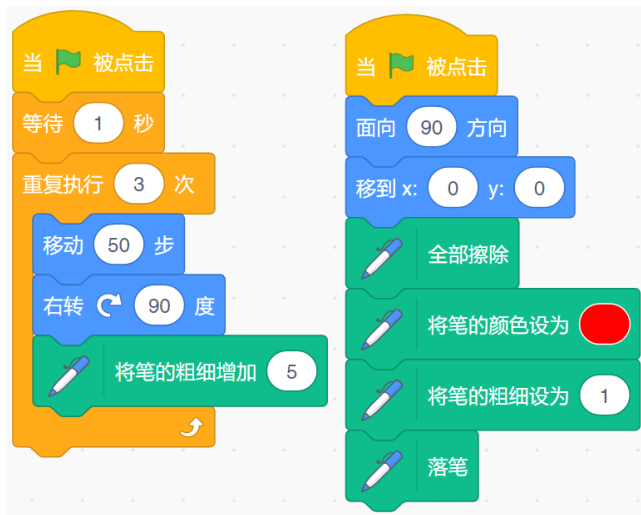 当 被点击
等待 1 秒
重复执行 3 次
移动 50 步
右转 90 度
将笔的粗细增加 5
当 被点击
面向 90 方向
移到 x: 0 y: 0
全部擦除
将笔的颜色设为
将笔的粗细设为 1
落笔